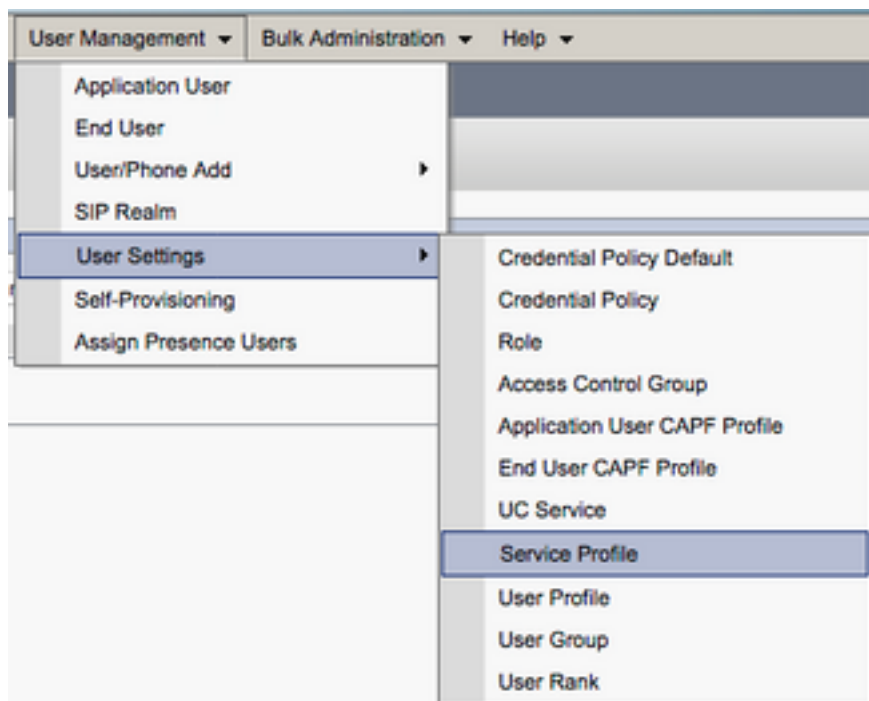 User Management Bulk Administration Help
Application User
End User
User/Phone Add
SIP Realm
User Settings
Self-Provisioning
Assign Presence Users
Credential Policy Default
Credential Policy
Role
Access Control Group
Application User CAPF Profile
End User CAPF Profile
UC Service
Service Profile
User Profile
User Group
User Rank